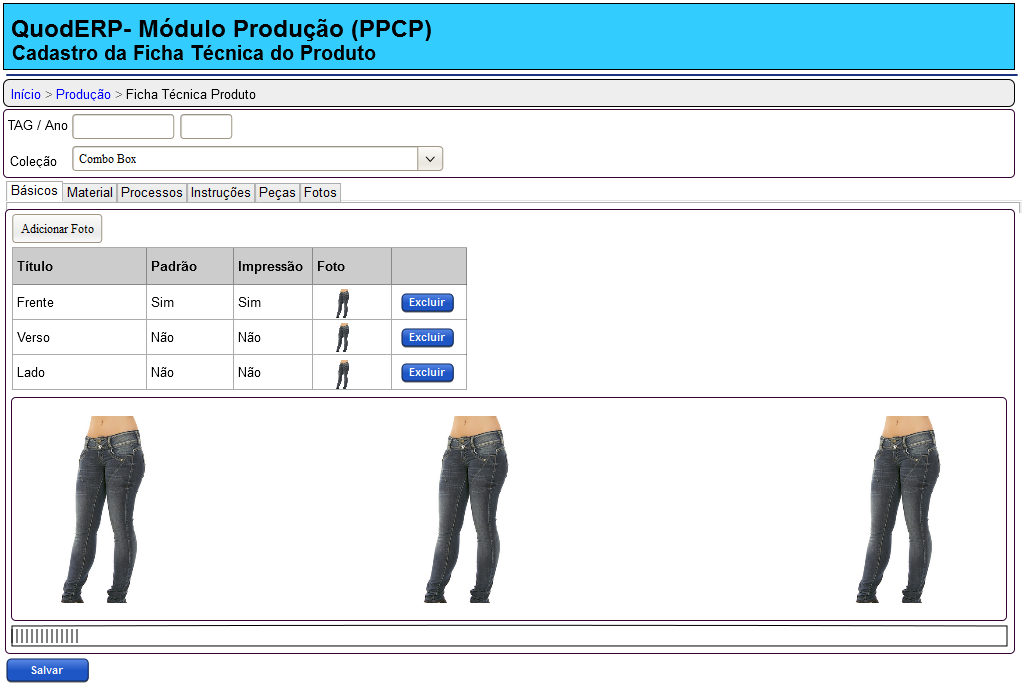 QuodERP- Módulo Produção (PPCP)
Cadastro da Ficha Técnica do Produto
Início > Produção > Ficha Técnica Produto
TAG / Ano
Coleção Combo Box
Básicos Material Processos Instruções Peças Fotos
Adicionar Foto
Título Padrão Impressão Foto
Frente Sim Sim Excluir
Verso Não Não Excluir
Lado Não Não Excluir
Salvar